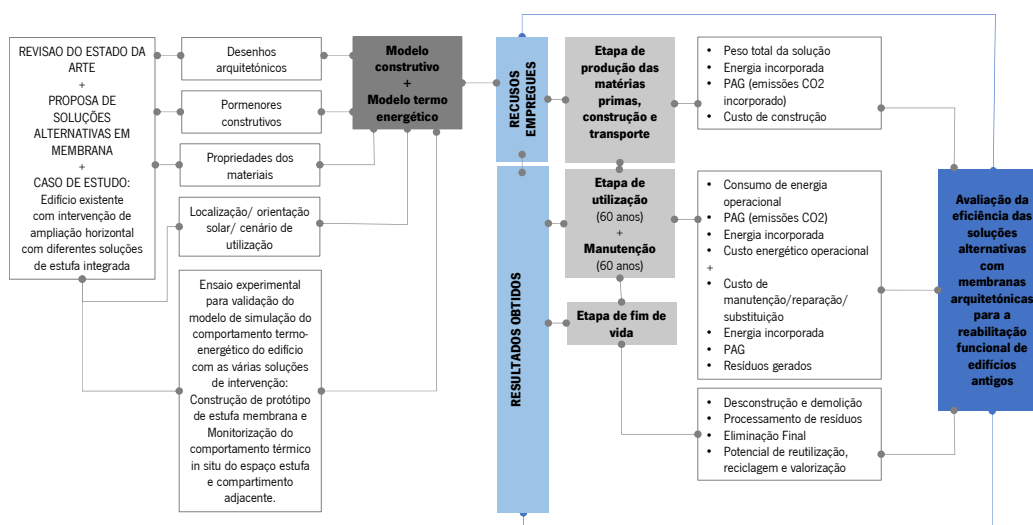 REVISAO DO ESTADO DA
ARTE
+
PROPOSTA DE
SOLUÇÕES
ALTERNATIVAS EM
MEMBRANA
+
CASO DE ESTUDO:
Edifício existente
com intervenção de
ampliação horizontal
com diferentes soluções
de estufa integrada
Desenhos
arquitetónicos
Pormenores
construtivos
Propriedades dos
materiais
Localização/ orientação
solar/ cenário de
utilização
Ensaio experimental
para validação do
modelo de simulação do
comportamento termo-
energético do edifício
com as várias soluções
de intervenção:
Construção de protótipo
de estufa membrana e
Monitorização do
comportamento térmico
in situ do espaço estufa
e compartimento
adjacente.
Modelo
construtivo
+
Modelo termo
energético
RECUSOS
EMPREGUES
RESULTADOS OBTIDOS
Etapa de
produção das
matérias
primas,
construção e
transporte
Etapa de
utilização
(60 anos)
+
Manutenção
(60 anos)
Etapa de fim de
vida
• Peso total da solução
• Energia incorporada
• PAG (emissões CO2
incorporado)
• Custo de construção
• Consumo de energia
operacional
• PAG (emissões CO2)
• Energia incorporada
• Custo energético operacional
+
• Custo de
manutenção/reparação/
substituição
• Energia incorporada
• PAG
• Resíduos gerados
• Desconstrução e demolição
• Processamento de resíduos
• Eliminação Final
• Potencial de reutilização,
reciclagem e valorização
Avaliação da
eficiência das
soluções
alternativas
com
membranas
arquitetónicas
para a
reabilitação
funcional de
edifícios
antigos